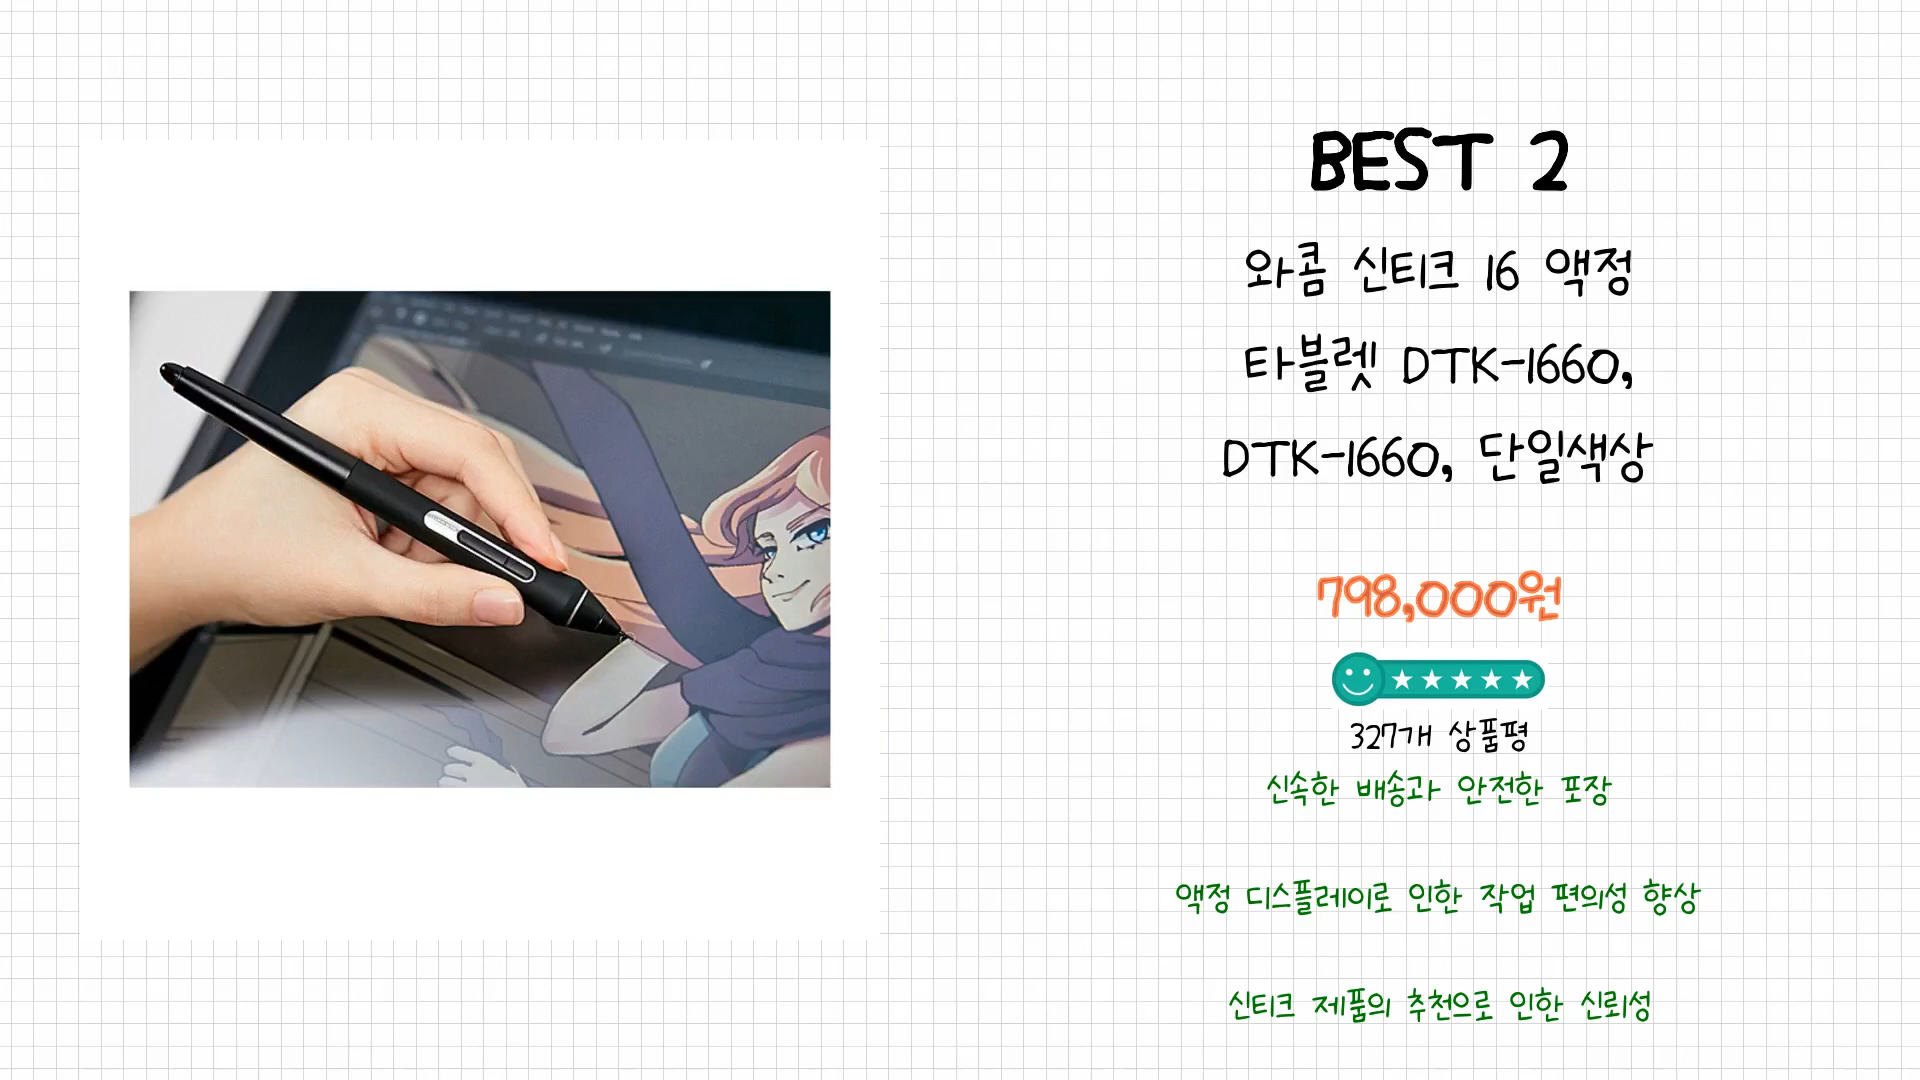 BEST 2
와콤 신티크 16 액정
타블렛 DTK-1660,
DTK-1660, 단일색상
798,000원
327개 상품평
신속한 배송과 안전한 포장
액정 디스플레이로 인한 작업 편의성 향상
신티크 제품의 추천으로 인한 신뢰성